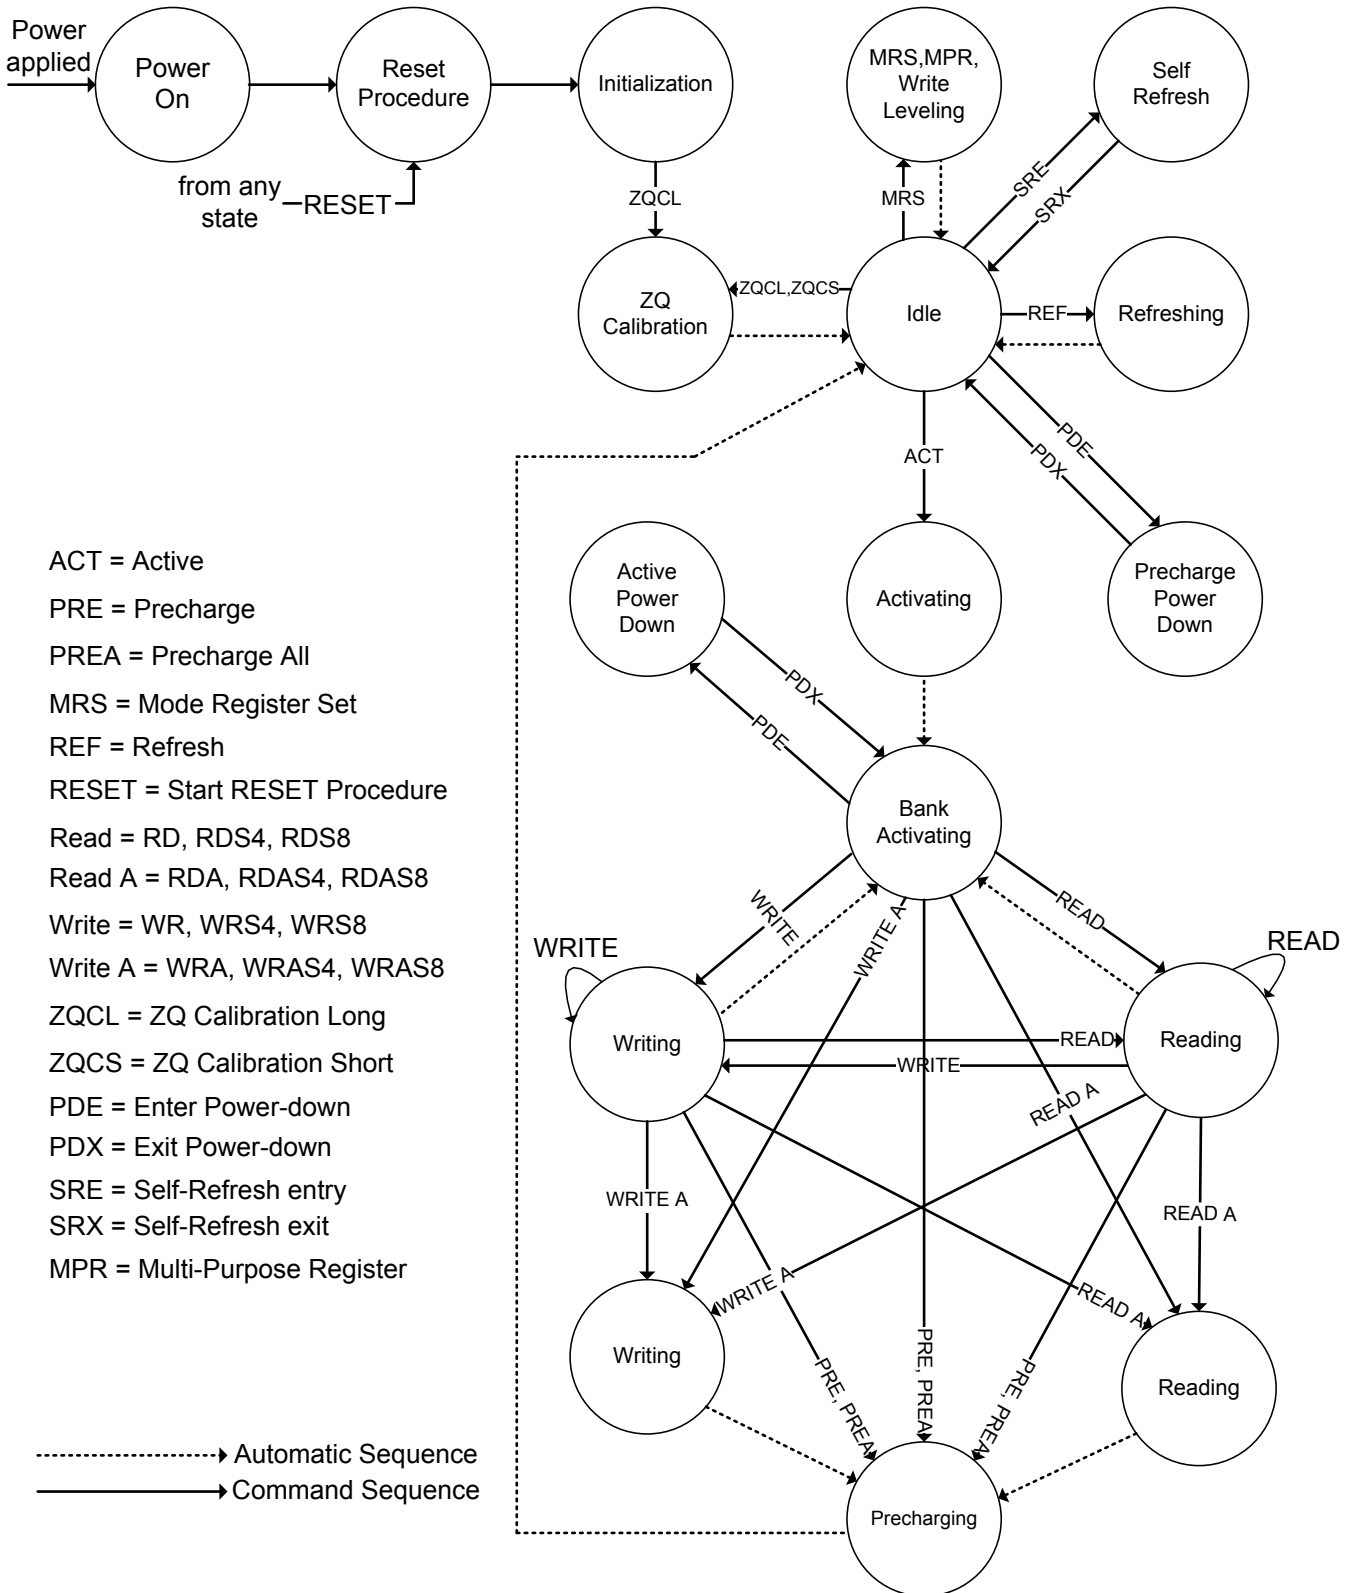 Power
applied
Power
On
Reset
Procedure
Initialization
MRS,MPR,
Write
Leveling
Self
Refresh
from any
state
RESET
ZQCL
MRS
SRE
SRX
ZQ
Calibration
ZQCL,ZQCS
Idle
REF
Refreshing
ACT
PDE
PDX
Active
Power
Down
Activating
Precharge
Power
Down
PDX
PDE
Bank
Activating
WRITE
WRITE A
READ
WRITE
READ
Writing
READ
WRITE
Reading
READ A
WRITE A
READ A
WRITE A
READ A
Writing
PRE, PREA
PRE, PREA
PRE, PREA
Reading
Precharging
ACT = Active
PRE = Precharge
PREA = Precharge All
MRS = Mode Register Set
REF = Refresh
RESET = Start RESET Procedure
Read = RD, RDS4, RDS8
Read A = RDA, RDAS4, RDAS8
Write = WR, WRS4, WRS8
Write A = WRA, WRAS4, WRAS8
ZQCL = ZQ Calibration Long
ZQCS = ZQ Calibration Short
PDE = Enter Power-down
PDX = Exit Power-down
SRE = Self-Refresh entry
SRX = Self-Refresh exit
MPR = Multi-Purpose Register
Automatic Sequence
Command Sequence